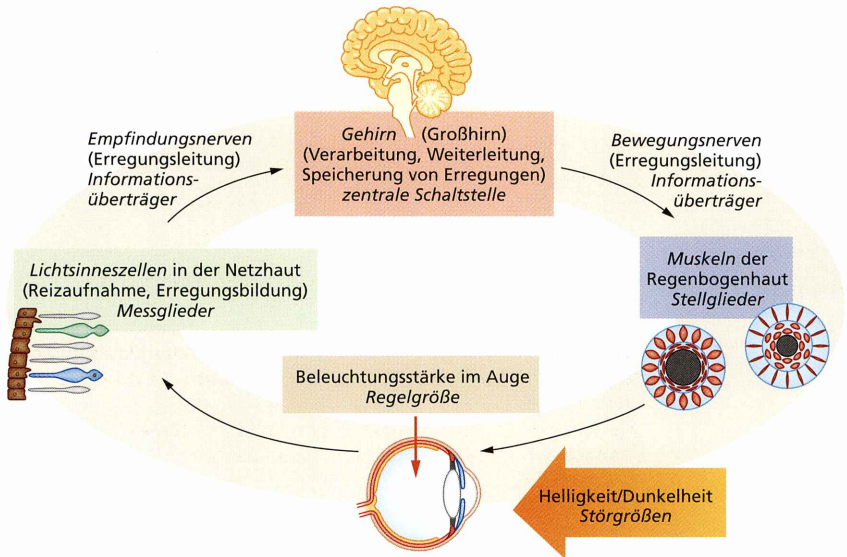 Gehirn (Großhirn)
(Verarbeitung, Weiterleitung,
Speicherung von Erregungen)
zentrale Schaltstelle
Empfindungsnerven
(Erregungsleitung)
Informations-
überträger
Bewegungsnerven
(Erregungsleitung)
Informations-
überträger
Lichtsinneszellen in der Netzhaut
(Reizaufnahme, Erregungsbildung)
Messglieder
Muskeln der
Regenbogenhaut
Stellglieder
Beleuchtungsstärke im Auge
Regelgröße
Helligkeit/Dunkelheit
Störgrößen